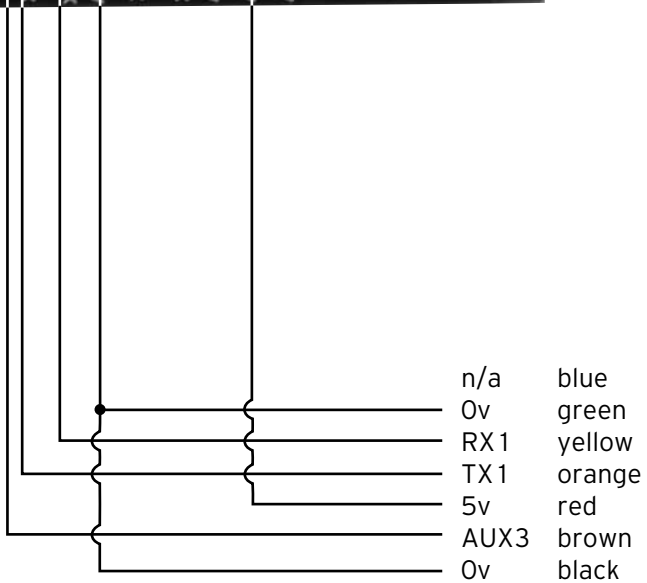 n/a blue
0v green
RX1 yellow
TX1 orange
5v red
AUX3 brown
0v black